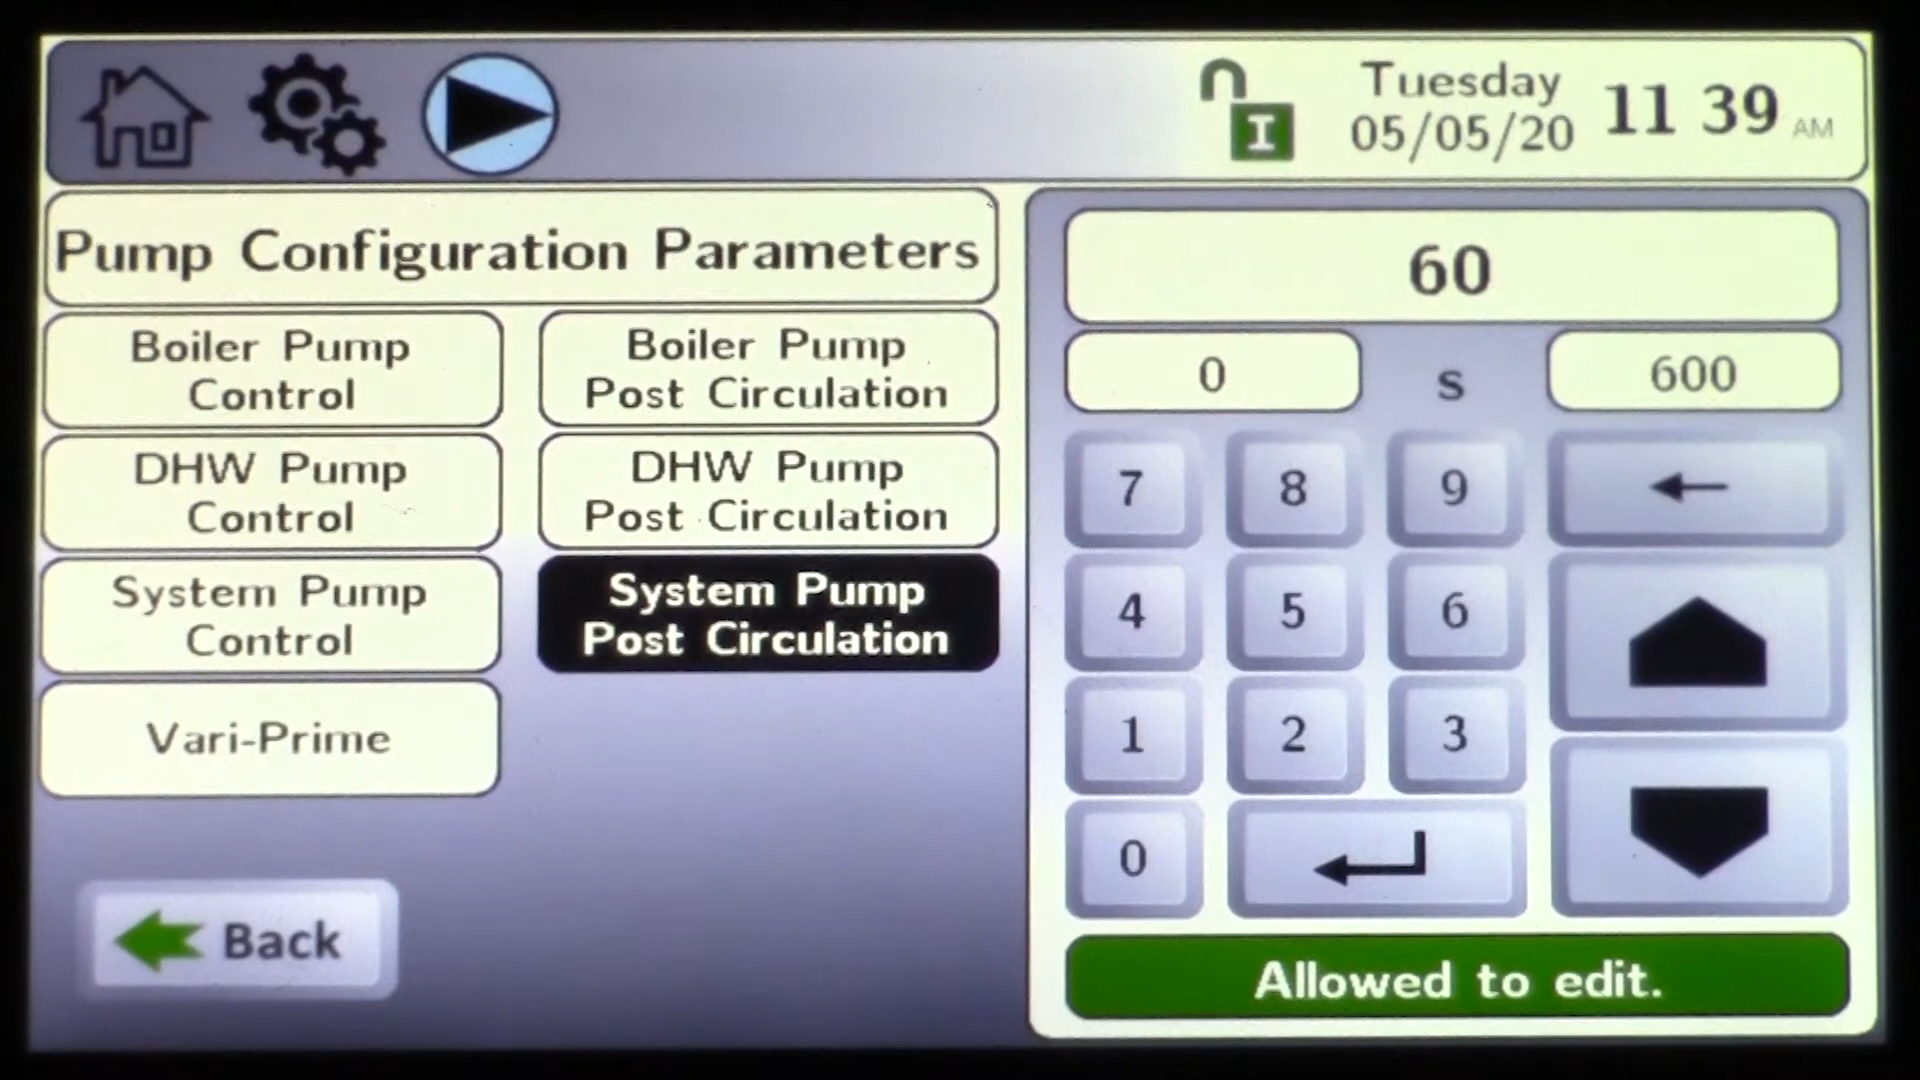 I
Tuesday
05/05/20
11 39 AM
Pump Configuration Parameters
Boiler Pump
Control
Boiler Pump
Post Circulation
DHW Pump
Control
DHW Pump
Post Circulation
System Pump
Control
System Pump
Post Circulation
Vari-Prime
Back
60
0 s 600
7 8 9
4 5 6
1 2 3
0
Allowed to edit.